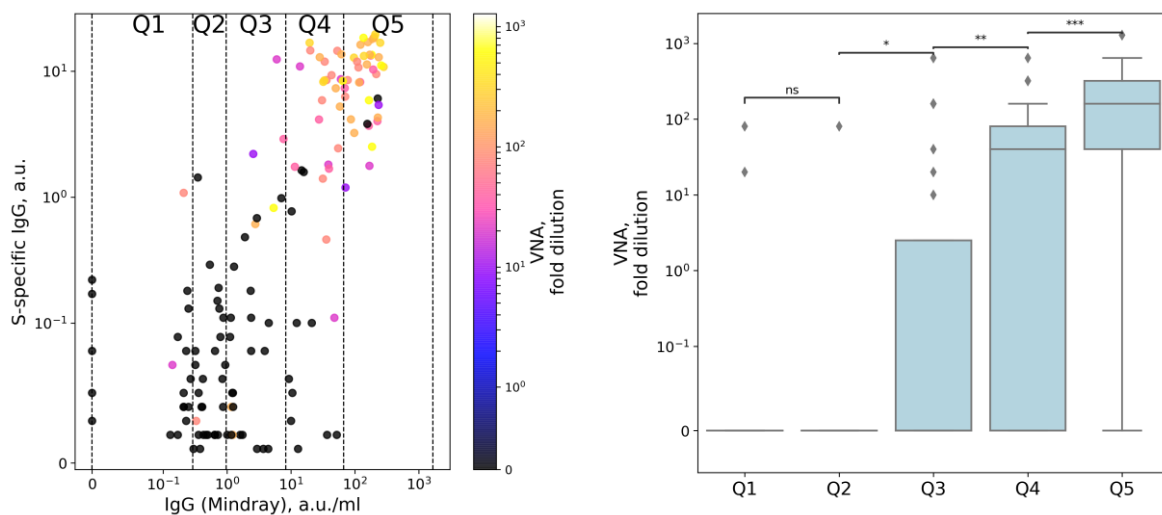 Q1 Q2 Q3 Q4 Q5
S-specific IgG, a.u.
10¹
10⁰
10⁻¹
0
0 10⁻¹ 10⁰ 10¹ 10² 10³
IgG (Mindray), a.u./ml
10³
10²
10¹
10⁰
0
VNA,
fold dilution
VNA,
fold dilution
10³
10²
10¹
10⁰
10⁻¹
0
ns
*
**
***
Q1 Q2 Q3 Q4 Q5